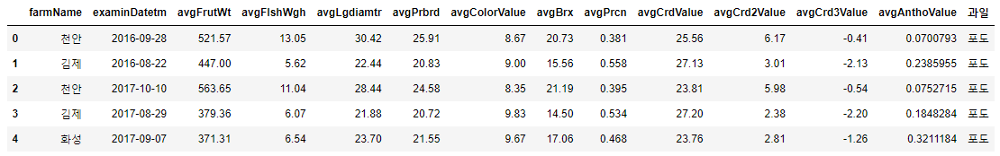 farmName examinDatetm avgFrutWt avgFlshWgh avgLgdiamtr avgPrbrd avgColorValue avgBrx avgPrcn avgCrdValue avgCrd2Value avgCrd3Value avgAnthoValue 과일
0 천안 2016-09-28 521.57 13.05 30.42 25.91 8.67 20.73 0.381 25.56 6.17 -0.41 0.0700793 포도
1 김제 2016-08-22 447.00 5.62 22.44 20.83 9.00 15.56 0.558 27.13 3.01 -2.13 0.2385955 포도
2 천안 2017-10-10 563.65 11.04 28.44 24.58 8.35 21.19 0.395 23.81 5.98 -0.54 0.0752715 포도
3 김제 2017-08-29 379.36 6.07 21.88 20.72 9.83 14.50 0.534 27.20 2.38 -2.20 0.1848284 포도
4 화성 2017-09-07 371.31 6.54 23.70 21.55 9.67 17.06 0.468 23.76 2.81 -1.26 0.3211184 포도